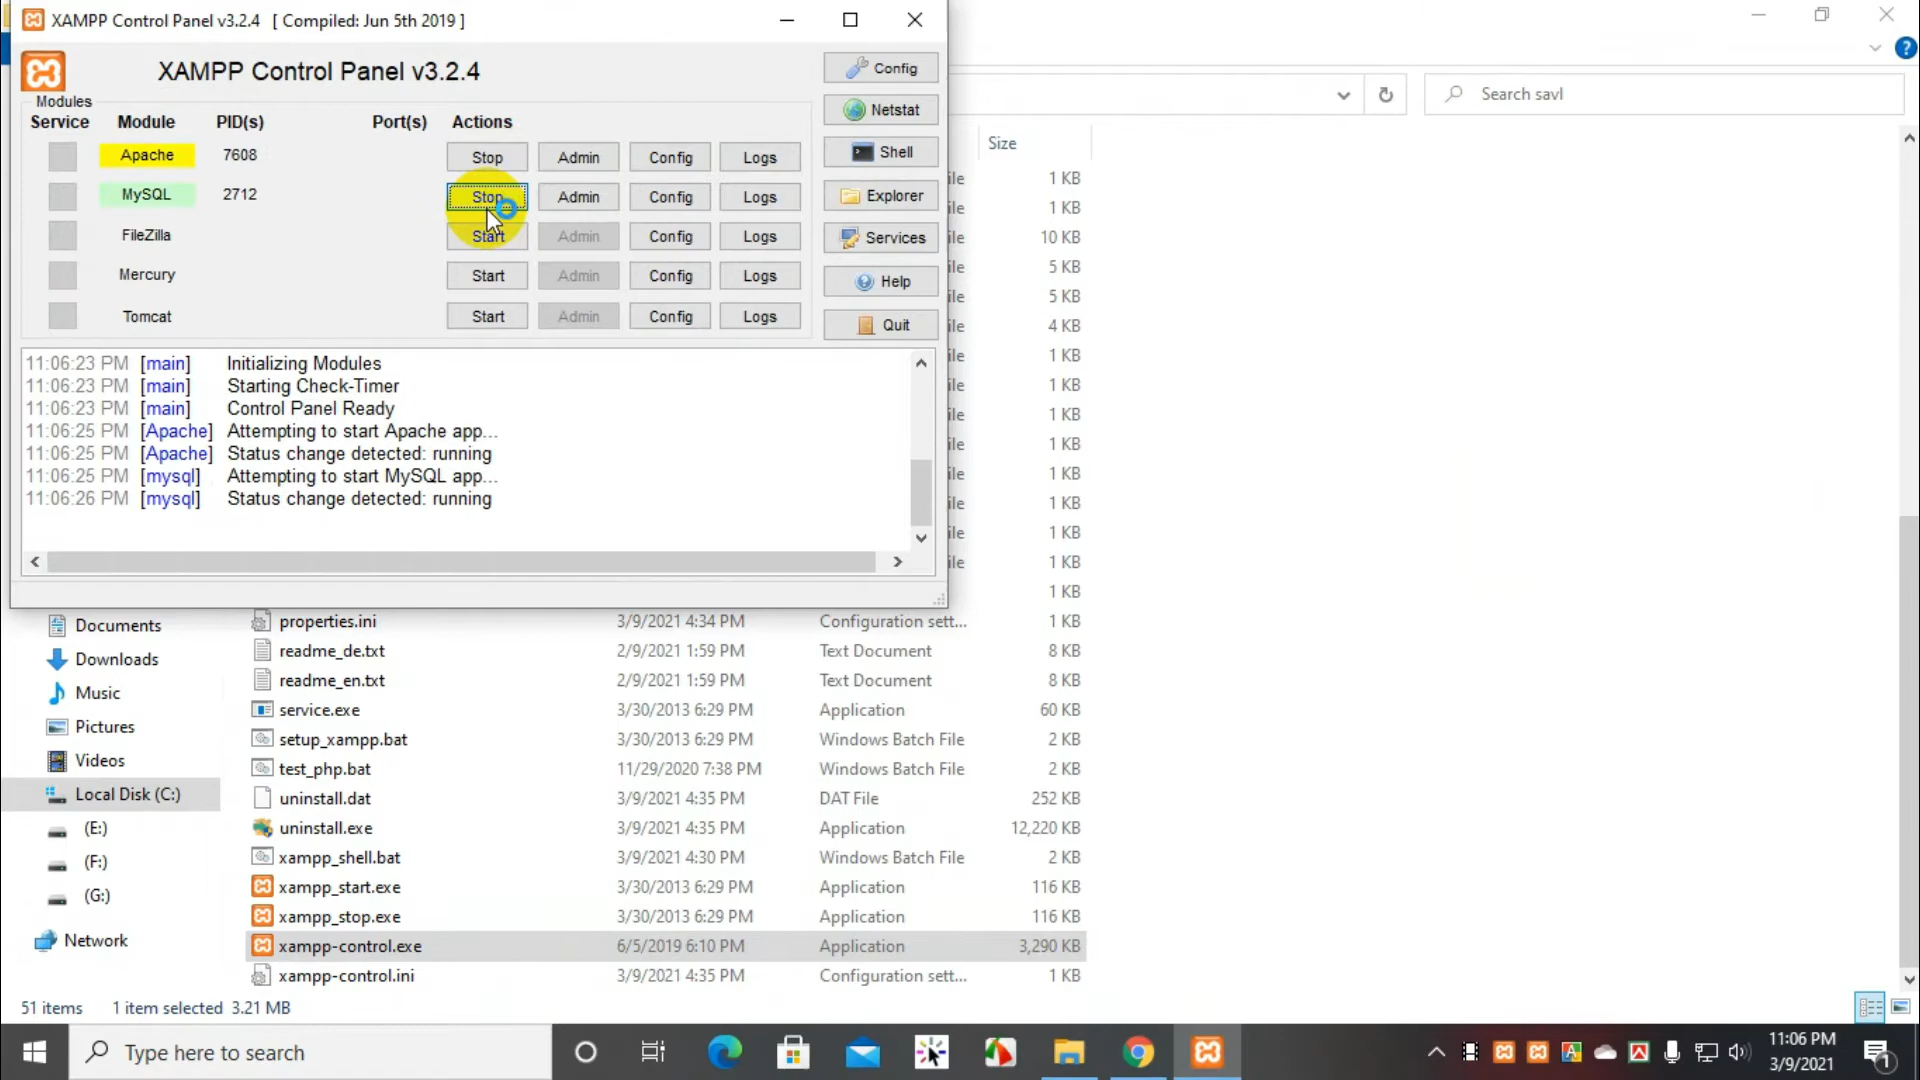 XAMPP Control Panel v3.2.4 [ Compiled: Jun 5th 2019 ]
XAMPP Control Panel v3.2.4
Config
Modules
Service Module PID(s) Port(s) Actions
Netstat
Apache 7608 Stop Admin Config Logs
Shell
MySQL 2712 Stop Admin Config Logs
Explorer
FileZilla Start Admin Config Logs
Services
Mercury Start Admin Config Logs
Help
Tomcat Start Admin Config Logs
Quit
11:06:23 PM [main] Initializing Modules
11:06:23 PM [main] Starting Check-Timer
11:06:23 PM [main] Control Panel Ready
11:06:25 PM [Apache] Attempting to start Apache app...
11:06:25 PM [Apache] Status change detected: running
11:06:25 PM [mysql] Attempting to start MySQL app...
11:06:26 PM [mysql] Status change detected: running
Search savl
Size
ile 1 KB
ile 1 KB
ile 10 KB
ile 5 KB
ile 5 KB
ile 4 KB
ile 1 KB
ile 1 KB
ile 1 KB
ile 1 KB
ile 1 KB
ile 1 KB
ile 1 KB
ile 1 KB
1 KB
Documents
Downloads
Music
Pictures
Videos
Local Disk (C:)
(E:)
(F:)
(G:)
Network
properties.ini 3/9/2021 4:34 PM Configuration sett... 1 KB
readme_de.txt 2/9/2021 1:59 PM Text Document 8 KB
readme_en.txt 2/9/2021 1:59 PM Text Document 8 KB
service.exe 3/30/2013 6:29 PM Application 60 KB
setup_xampp.bat 3/30/2013 6:29 PM Windows Batch File 2 KB
test_php.bat 11/29/2020 7:38 PM Windows Batch File 2 KB
uninstall.dat 3/9/2021 4:35 PM DAT File 252 KB
uninstall.exe 3/9/2021 4:35 PM Application 12,220 KB
xampp_shell.bat 3/9/2021 4:30 PM Windows Batch File 2 KB
xampp_start.exe 3/30/2013 6:29 PM Application 116 KB
xampp_stop.exe 3/30/2013 6:29 PM Application 116 KB
xampp-control.exe 6/5/2019 6:10 PM Application 3,290 KB
xampp-control.ini 3/9/2021 4:35 PM Configuration sett... 1 KB
51 items 1 item selected 3.21 MB
Type here to search
11:06 PM
3/9/2021
1